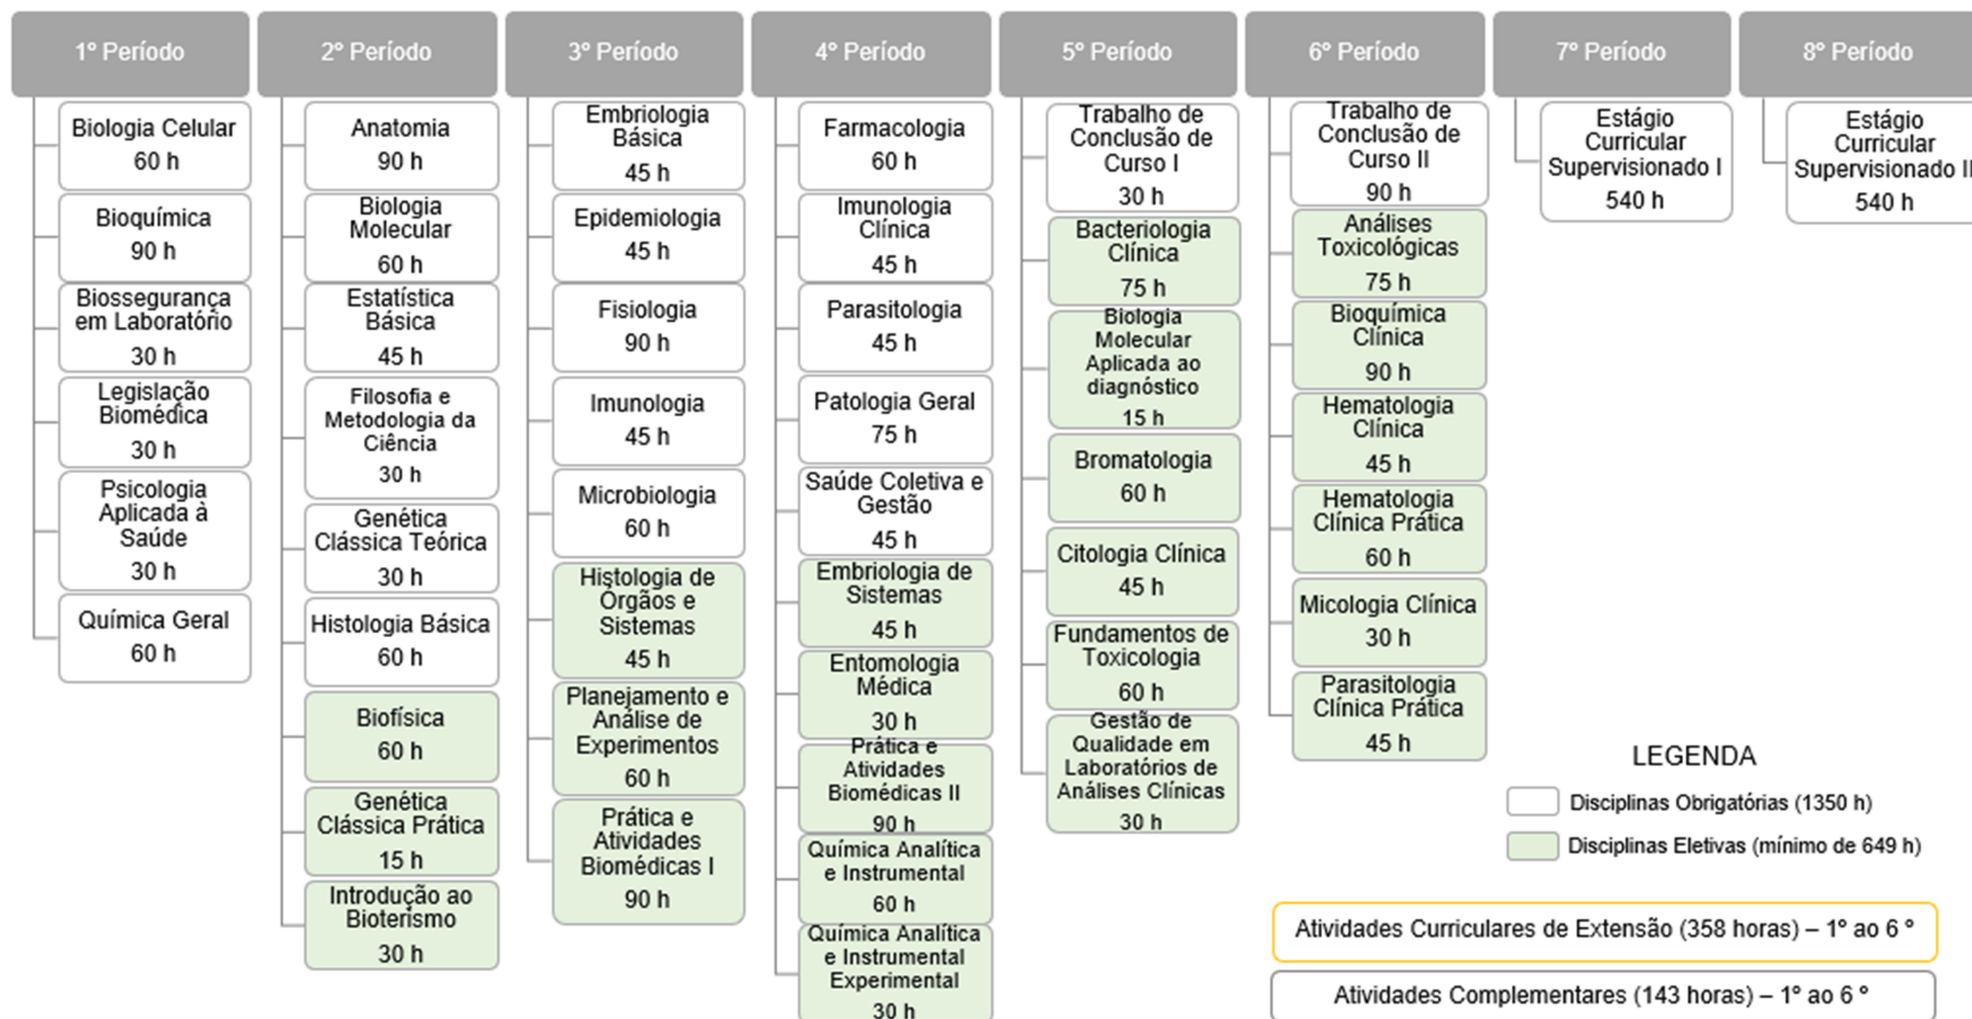 1º Período
Biologia Celular
60 h
Bioquímica
90 h
Biossegurança
em Laboratório
30 h
Legislação
Biomédica
30 h
Psicologia
Aplicada à
Saúde
30 h
Química Geral
60 h
2º Período
Anatomia
90 h
Biologia
Molecular
60 h
Estatística
Básica
45 h
Filosofia e
Metodologia da
Ciência
30 h
Genética
Clássica Teórica
30 h
Histologia Básica
60 h
Biofísica
60 h
Genética
Clássica Prática
15 h
Introdução ao
Bioterismo
30 h
3º Período
Embriologia
Básica
45 h
Epidemiologia
45 h
Fisiologia
90 h
Imunologia
45 h
Microbiologia
60 h
Histologia de
Órgãos e
Sistemas
45 h
Planejamento e
Análise de
Experimentos
60 h
Prática e
Atividades
Biomédicas I
90 h
4º Período
Farmacologia
60 h
Imunologia
Clínica
45 h
Parasitologia
45 h
Patologia Geral
75 h
Saúde Coletiva e
Gestão
45 h
Embriologia de
Sistemas
45 h
Entomologia
Médica
30 h
Prática e
Atividades
Biomédicas II
90 h
Química Analítica
e Instrumental
60 h
Química Analítica
e Instrumental
Experimental
30 h
5º Período
Trabalho de
Conclusão de
Curso I
30 h
Bacteriologia
Clínica
75 h
Biologia
Molecular
Aplicada ao
diagnóstico
15 h
Bromatologia
60 h
Citologia Clínica
45 h
Fundamentos de
Toxicologia
60 h
Gestão de
Qualidade em
Laboratórios de
Análises Clínicas
30 h
6º Período
Trabalho de
Conclusão de
Curso II
90 h
Análises
Toxicológicas
75 h
Bioquímica
Clínica
90 h
Hematologia
Clínica
45 h
Hematologia
Clínica Prática
60 h
Micologia Clínica
30 h
Parasitologia
Clínica Prática
45 h
7º Período
Estágio
Curricular
Supervisionado I
540 h
8º Período
Estágio
Curricular
Supervisionado II
540 h
LEGENDA
Disciplinas Obrigatórias (1350 h)
Disciplinas Eletivas (mínimo de 649 h)
Atividades Curriculares de Extensão (358 horas) – 1º ao 6 º
Atividades Complementares (143 horas) – 1º ao 6 º